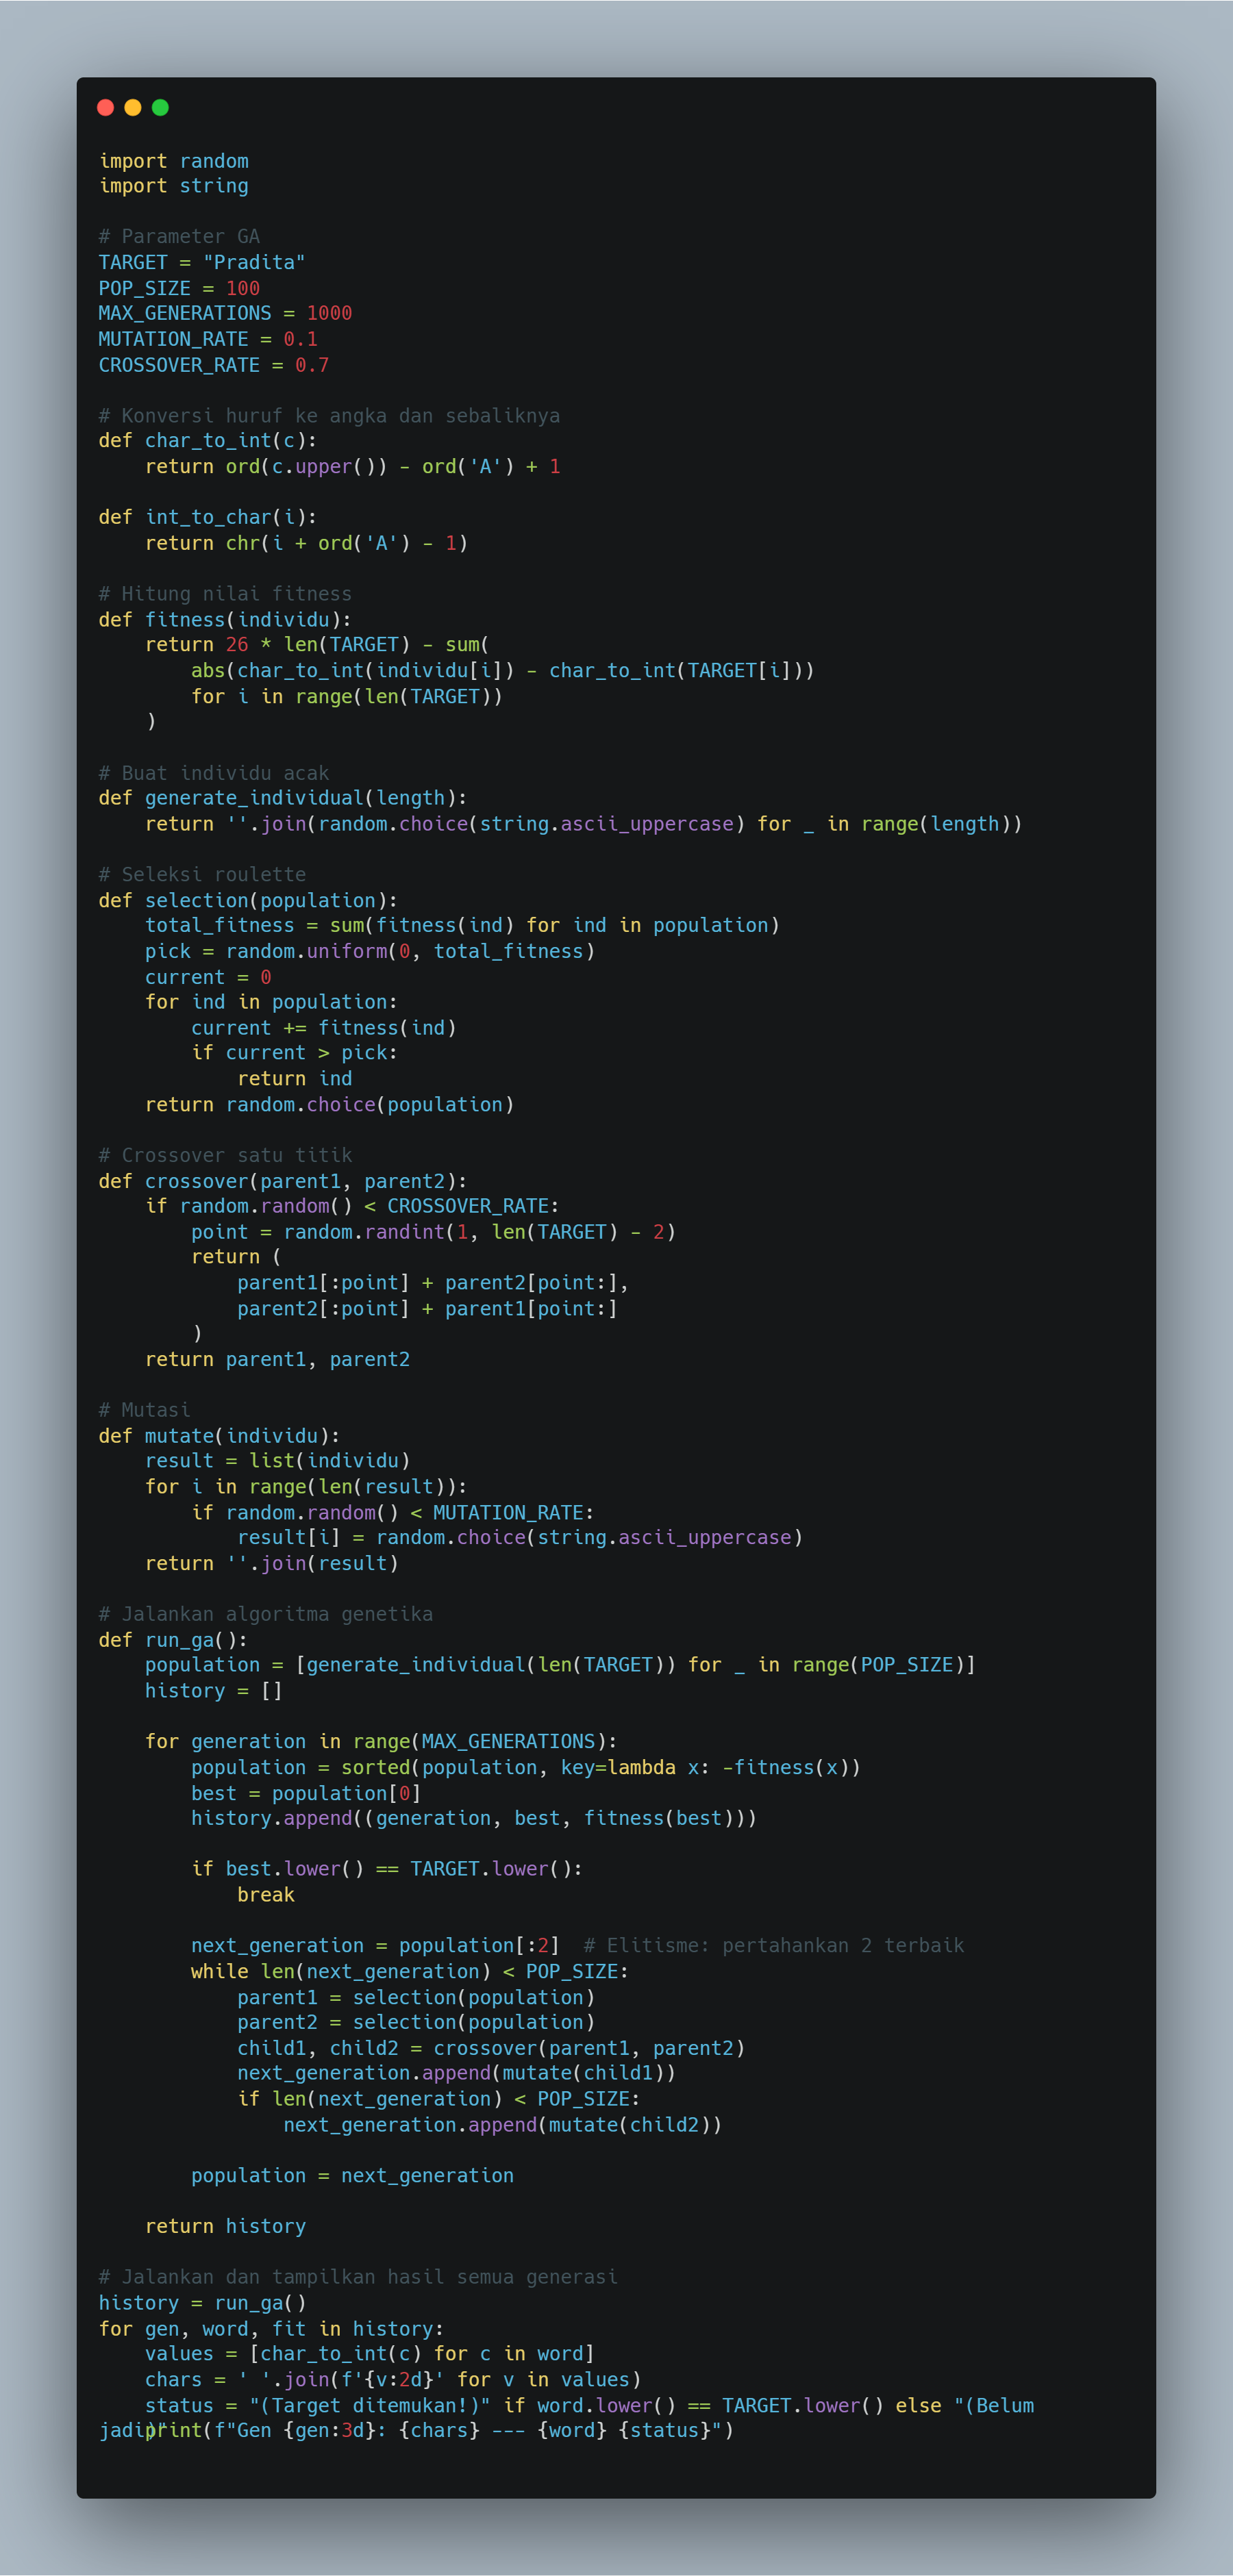 import random
import string

# Parameter GA
TARGET = "Pradita"
POP_SIZE = 100
MAX_GENERATIONS = 1000
MUTATION_RATE = 0.1
CROSSOVER_RATE = 0.7

# Konversi huruf ke angka dan sebaliknya
def char_to_int(c):
    return ord(c.upper()) - ord('A') + 1

def int_to_char(i):
    return chr(i + ord('A') - 1)

# Hitung nilai fitness
def fitness(individu):
    return 26 * len(TARGET) - sum(
        abs(char_to_int(individu[i]) - char_to_int(TARGET[i]))
        for i in range(len(TARGET))
    )

# Buat individu acak
def generate_individual(length):
    return ''.join(random.choice(string.ascii_uppercase) for _ in range(length))

# Seleksi roulette
def selection(population):
    total_fitness = sum(fitness(ind) for ind in population)
    pick = random.uniform(0, total_fitness)
    current = 0
    for ind in population:
        current += fitness(ind)
        if current > pick:
            return ind
    return random.choice(population)

# Crossover satu titik
def crossover(parent1, parent2):
    if random.random() < CROSSOVER_RATE:
        point = random.randint(1, len(TARGET) - 2)
        return (
            parent1[:point] + parent2[point:],
            parent2[:point] + parent1[point:]
        )
    return parent1, parent2

# Mutasi
def mutate(individu):
    result = list(individu)
    for i in range(len(result)):
        if random.random() < MUTATION_RATE:
            result[i] = random.choice(string.ascii_uppercase)
    return ''.join(result)

# Jalankan algoritma genetika
def run_ga():
    population = [generate_individual(len(TARGET)) for _ in range(POP_SIZE)]
    history = []

    for generation in range(MAX_GENERATIONS):
        population = sorted(population, key=lambda x: -fitness(x))
        best = population[0]
        history.append((generation, best, fitness(best)))

        if best.lower() == TARGET.lower():
            break

        next_generation = population[:2]  # Elitisme: pertahankan 2 terbaik
        while len(next_generation) < POP_SIZE:
            parent1 = selection(population)
            parent2 = selection(population)
            child1, child2 = crossover(parent1, parent2)
            next_generation.append(mutate(child1))
            if len(next_generation) < POP_SIZE:
                next_generation.append(mutate(child2))

        population = next_generation

    return history

# Jalankan dan tampilkan hasil semua generasi
history = run_ga()
for gen, word, fit in history:
    values = [char_to_int(c) for c in word]
    chars = ' '.join(f'{v:2d}' for v in values)
    status = "(Target ditemukan!)" if word.lower() == TARGET.lower() else "(Belum
jadi)"
    print(f"Gen {gen:3d}: {chars} --- {word} {status}")